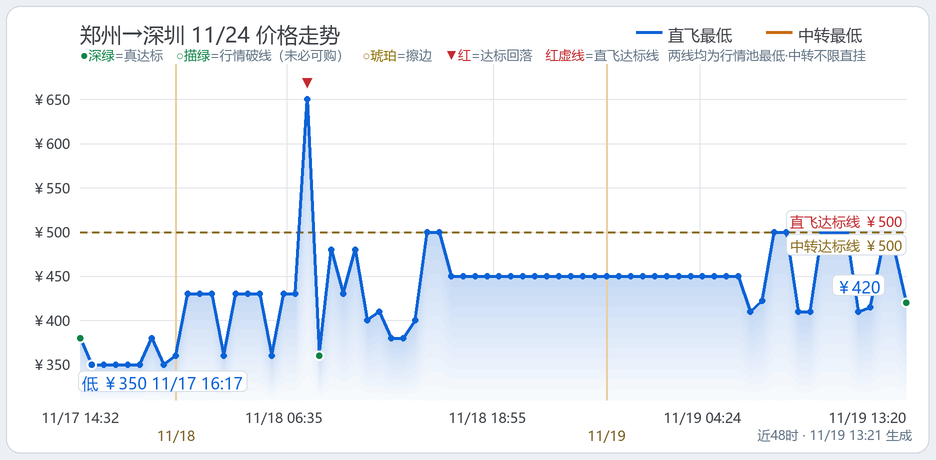 郑州→深圳 11/24 价格走势
直飞最低 中转最低
●深绿=真达标 ○描绿=行情破线（未必可购） ○琥珀=擦边 ▼红=达标回落 红虚线=直飞达标线 两线均为行情池最低·中转不限直挂
¥650
¥600
¥550
¥500
¥450
¥400
¥350
直飞达标线 ¥500
中转达标线 ¥500
¥420
低 ¥350 11/17 16:17
11/17 14:32 11/18 06:35 11/18 18:55 11/19 04:24 11/19 13:20
11/18 11/19
近48时 · 11/19 13:21 生成